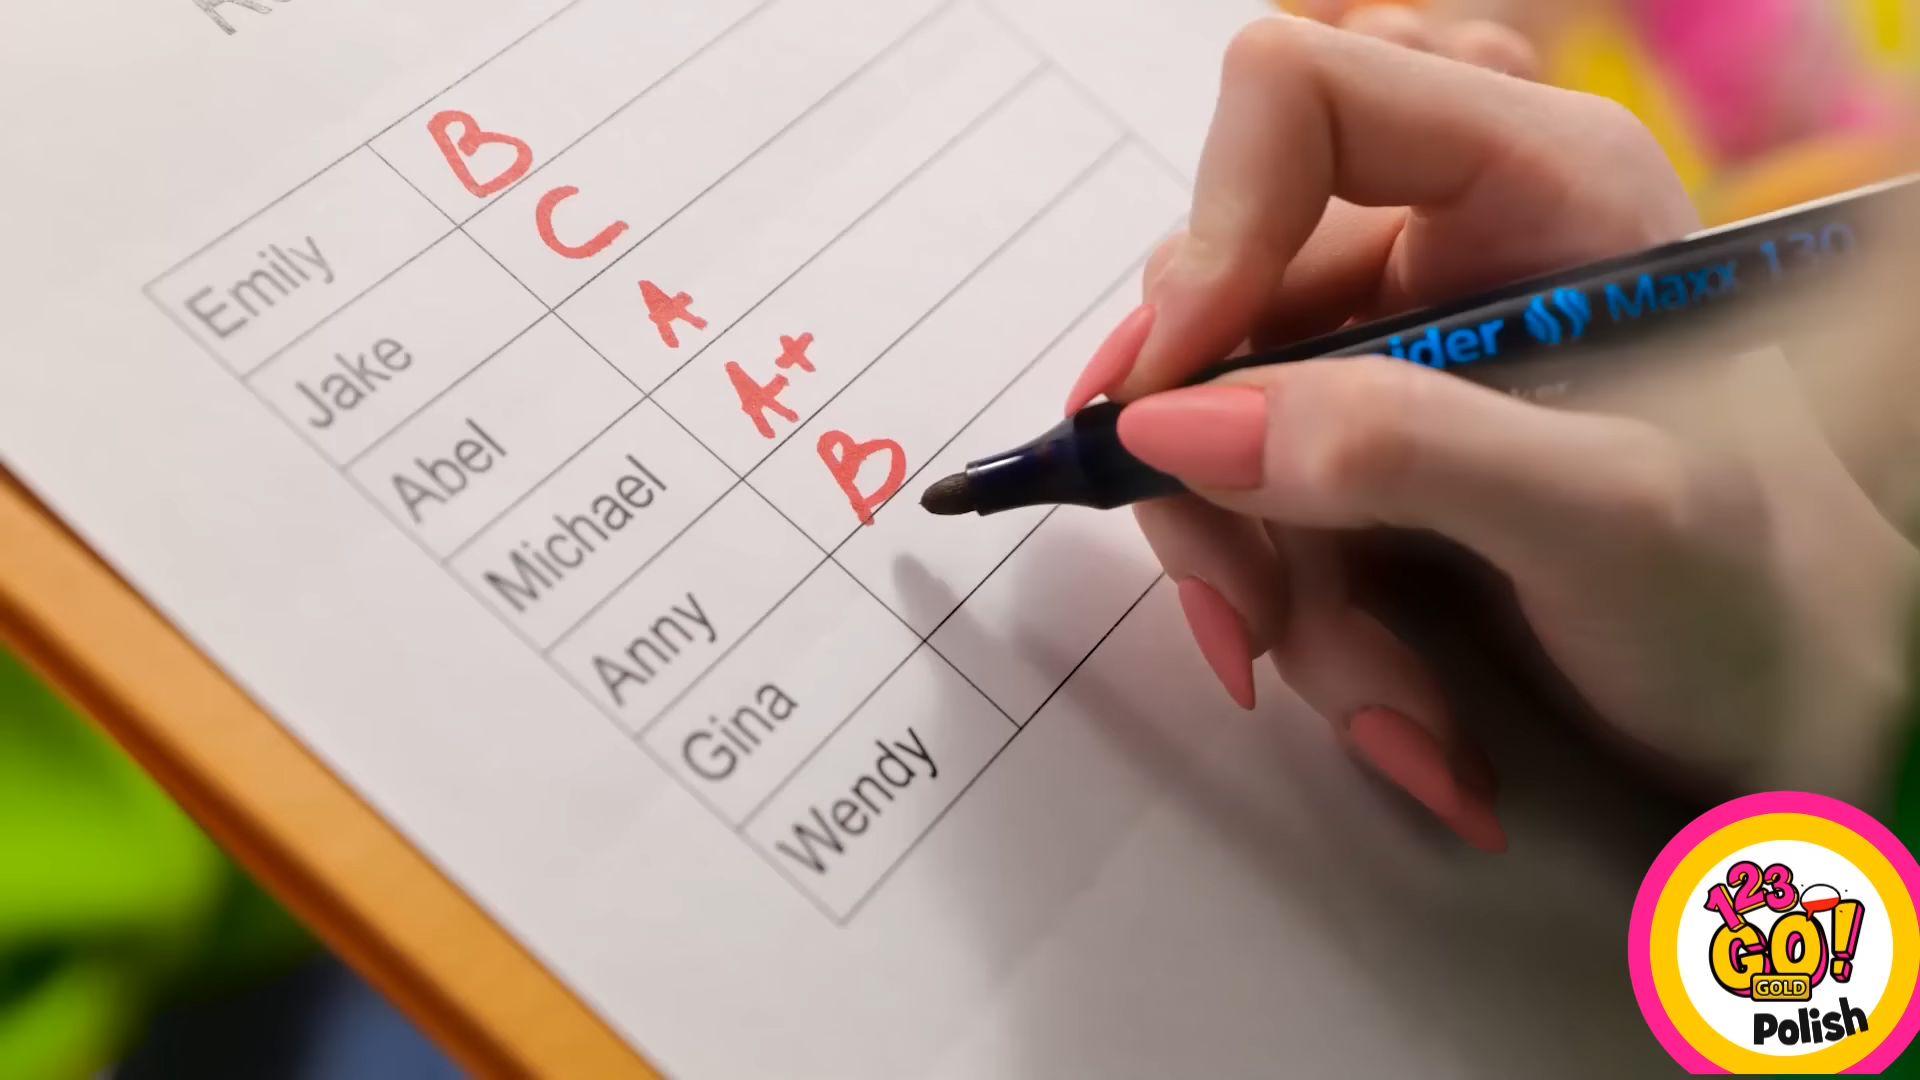 Emily B
Jake C
Abel A
Michael A+
Anny B
Gina
Wendy
ider Maxx 130
123
GO!
GOLD
Polish